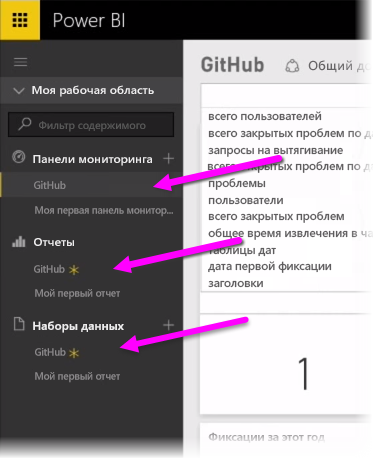 Power BI
GitHub
Общий до
Моя рабочая область
Фильтр содержимого
Панели мониторинга +
GitHub
Моя первая панель монитор...
Отчеты
GitHub
Мой первый отчет
Наборы данных +
GitHub
Мой первый отчет
всего пользователей
всего закрытых проблем по д
запросы на вытягивание
всего закрытых проблем по д
проблемы
пользователи
всего закрытых проблем
общее время извлечения в ча
таблицы дат
дата первой фиксации
заголовки
1
Фиксации за этот год